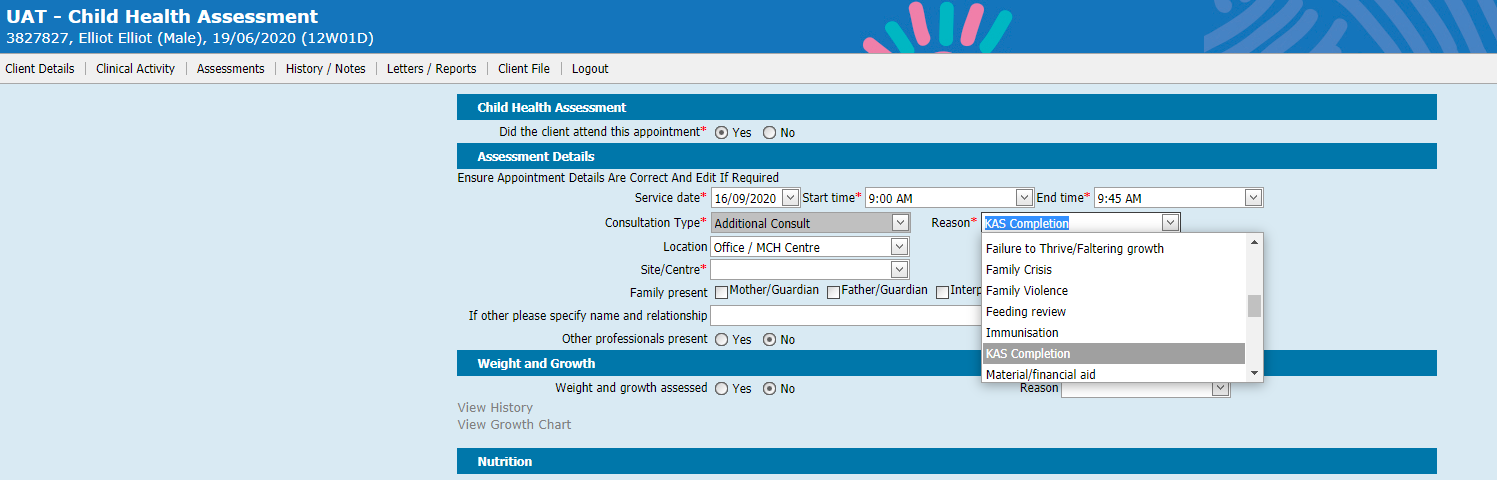 UAT - Child Health Assessment
3827827, Elliot Elliot (Male), 19/06/2020 (12W01D)
Client Details | Clinical Activity | Assessments | History / Notes | Letters / Reports | Client File | Logout
Child Health Assessment
Did the client attend this appointment* Yes No
Assessment Details
Ensure Appointment Details Are Correct And Edit If Required
Service date* 16/09/2020 Start time* 9:00 AM End time* 9:45 AM
Consultation Type* Additional Consult Reason* KAS Completion
Location Office / MCH Centre
Failure to Thrive/Faltering growth
Site/Centre*
Family Crisis
Family present Mother/Guardian Father/Guardian Interp
Family Violence
If other please specify name and relationship
Feeding review
Immunisation
Other professionals present Yes No
KAS Completion
Weight and Growth
Material/financial aid
Weight and growth assessed Yes No Reason
View History
View Growth Chart
Nutrition